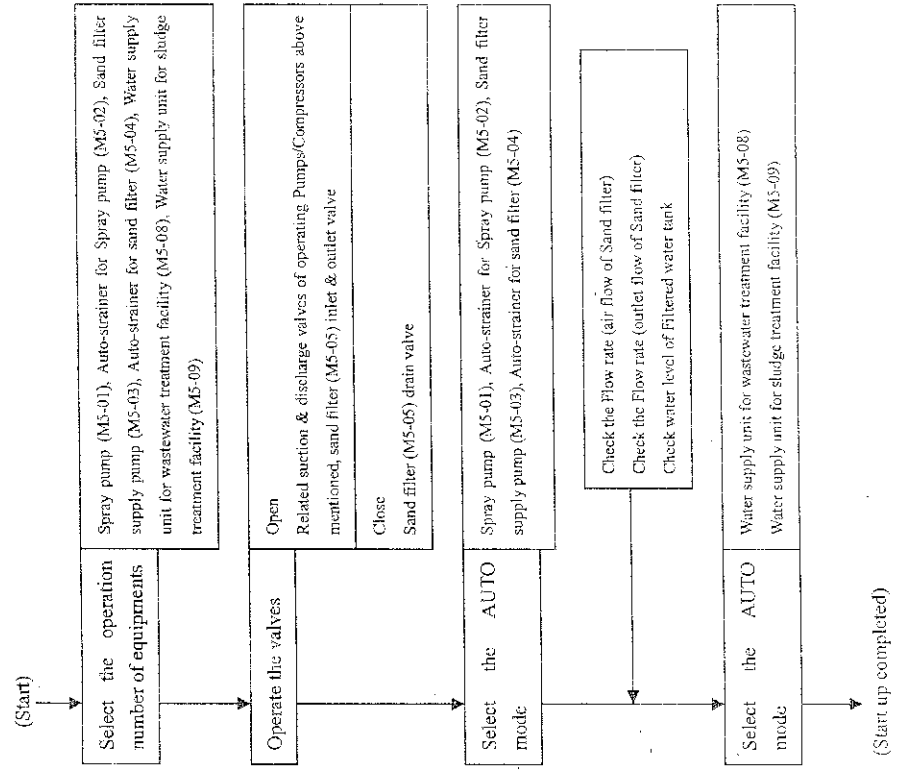 (Start)
Select the operation
number of equipments
Spray pump (M5-01), Auto-strainer for Spray pump (M5-02), Sand filter
supply pump (M5-03), Auto-strainer for sand filter (M5-04), Water supply
unit for wastewater treatment facility (M5-08), Water supply unit for sludge
treatment facility (M5-09)
Operate the valves
Open
Related suction & discharge valves of operating Pumps/Compressors above
mentioned, sand filter (M5-05) inlet & outlet valve
Close
Sand filter (M5-05) drain valve
Select the AUTO
mode
Spray pump (M5-01), Auto-strainer for Spray pump (M5-02), Sand filter
supply pump (M5-03), Auto-strainer for sand filter (M5-04)
Check the Flow rate (air flow of Sand filter)
Check the Flow rate (outlet flow of Sand filter)
Check water level of Filtered water tank
Select the AUTO
mode
Water supply unit for wastewater treatment facility (M5-08)
Water supply unit for sludge treatment facility (M5-09)
(Start up completed)